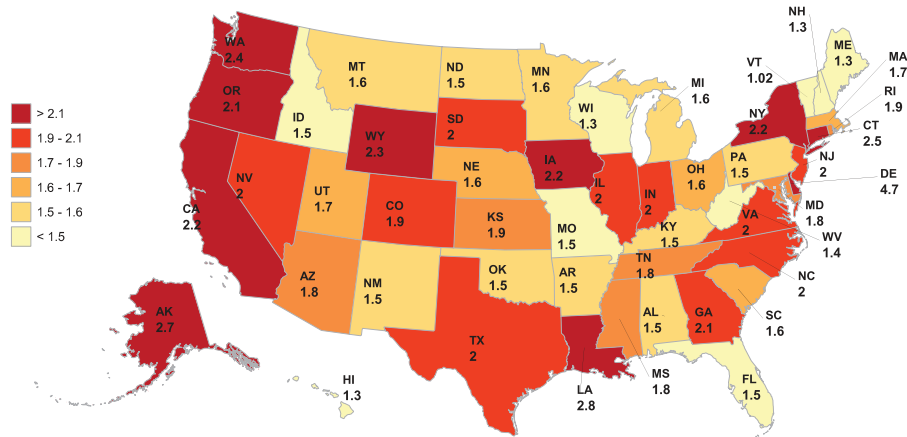 NH
1.3
WA
2.4
ME
1.3
MA
1.7
VT
1.02
MT
1.6
ND
1.5
MN
1.6
MI
1.6
RI
1.9
OR
2.1
> 2.1
1.9 - 2.1
1.7 - 1.9
1.6 - 1.7
1.5 - 1.6
< 1.5
ID
1.5
WY
2.3
SD
2
WI
1.3
NY
2.2
CT
2.5
NV
2
UT
1.7
CO
1.9
NE
1.6
IA
2.2
IL
2
IN
2
OH
1.6
PA
1.5
NJ
2
DE
4.7
CA
2.2
KS
1.9
MO
1.5
KY
1.5
VA
2
MD
1.8
WV
1.4
AZ
1.8
NM
1.5
OK
1.5
AR
1.5
TN
1.8
NC
2
AK
2.7
TX
2
AL
1.5
GA
2.1
SC
1.6
HI
1.3
LA
2.8
MS
1.8
FL
1.5